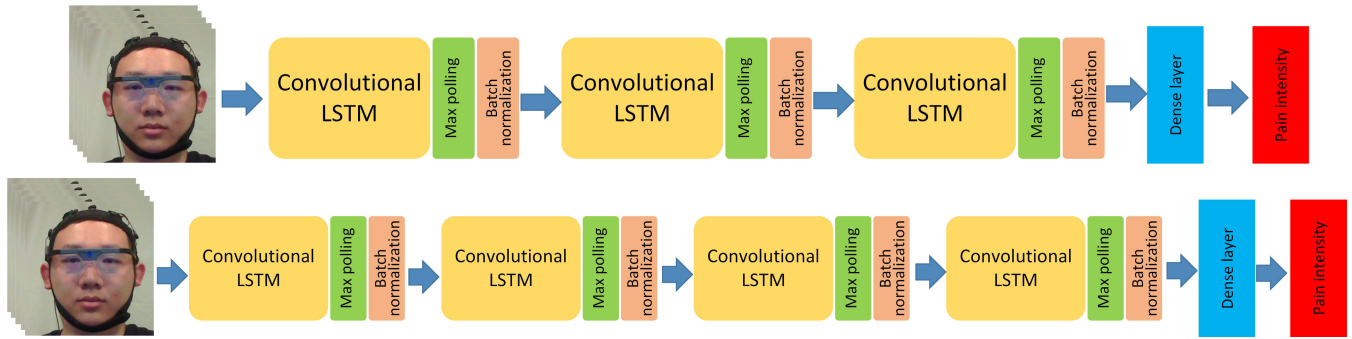 Convolutional
LSTM
Max polling
Batch
normalization
Convolutional
LSTM
Max polling
Batch
normalization
Convolutional
LSTM
Max polling
Batch
normalization
Dense layer
Pain intensity
Convolutional
LSTM
Max polling
Batch
normalization
Convolutional
LSTM
Max polling
Batch
normalization
Convolutional
LSTM
Max polling
Batch
normalization
Convolutional
LSTM
Max polling
Batch
normalization
Dense layer
Pain intensity